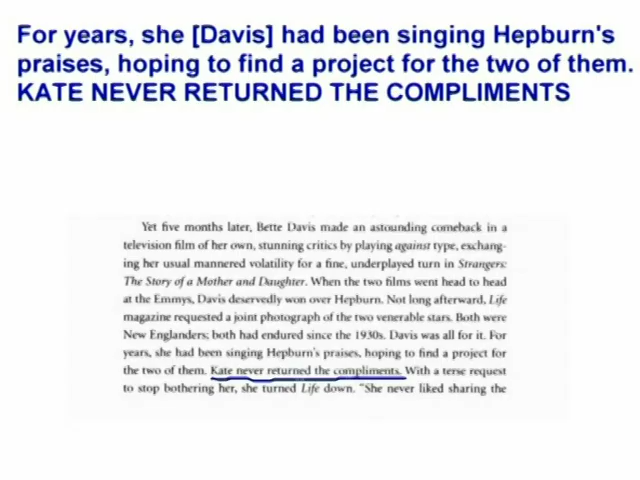 For years, she [Davis] had been singing Hepburn's
praises, hoping to find a project for the two of them.
KATE NEVER RETURNED THE COMPLIMENTS
Yet five months later, Bette Davis made an astounding comeback in a
television film of her own, stunning critics by playing against type, exchang-
ing her usual mannered volatility for a fine, underplayed turn in Strangers:
The Story of a Mother and Daughter. When the two films went head to head
at the Emmys, Davis deservedly won over Hepburn. Not long afterward, Life
magazine requested a joint photograph of the two venerable stars. Both were
New Englanders; both had endured since the 1930s. Davis was all for it. For
years, she had been singing Hepburn's praises, hoping to find a project for
the two of them. Kate never returned the compliments. With a terse request
to stop bothering her, she turned Life down. "She never liked sharing the